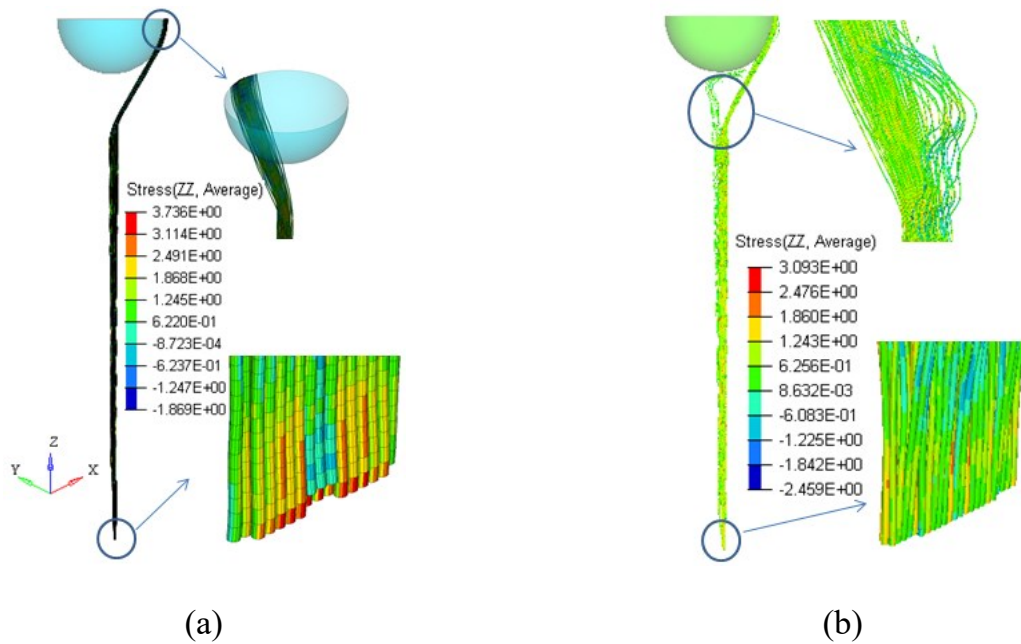 Stress(ZZ, Average)
3.736E+00
3.114E+00
2.491E+00
1.868E+00
1.245E+00
6.220E-01
-8.723E-04
-6.237E-01
-1.247E+00
-1.869E+00
Z
Y
X
(a)
Stress(ZZ, Average)
3.093E+00
2.476E+00
1.860E+00
1.243E+00
6.256E-01
8.632E-03
-6.083E-01
-1.225E+00
-1.842E+00
-2.459E+00
(b)